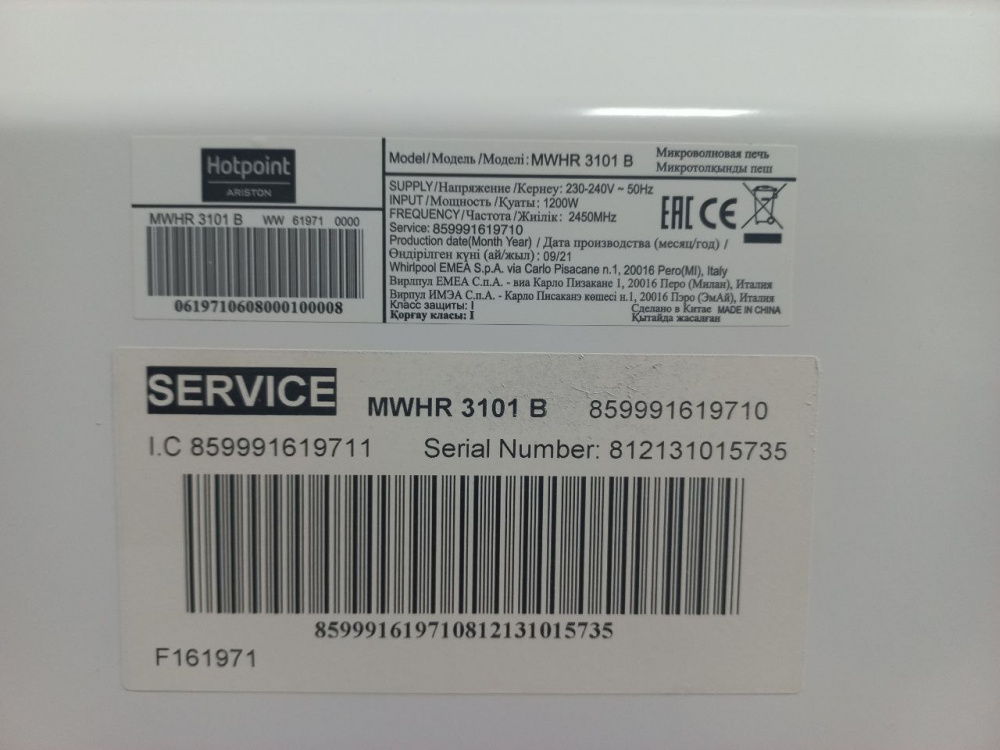 Hotpoint
ARISTON
MWHR 3101 B WW 61971 0000
0619710608000100008
Model/Модель /Моделі: MWHR 3101 B
Микроволновая печь
Микротолқынды пеш
SUPPLY/Напряжение /Кернеу: 230-240V ~ 50Hz
INPUT/Мощность /Қуаты: 1200W
FREQUENCY/Частота /Жиілік: 2450MHz
Service: 859991619710
Production date(Month Year) / Дата производства (месяц/год) /
Өндірілген күні (ай/жыл) : 09/21
Whirlpool EMEA S.p.A. via Carlo Pisacane n.1, 20016 Pero(MI), Italy
Вирлпул EMEA С.п.А. - виа Карло Пизакане 1, 20016 Перо (Милан), Италия
Вирпул ИМЭА С.п.А. - Карло Писаканэ көшесі н.1, 20016 Пэро (ЭмАй), Италия
Класс защиты: I
Қорғау класы: I
Сделано в Китае MADE IN CHINA
Қытайда жасалған
EAC CE
SERVICE MWHR 3101 B 859991619710
I.C 859991619711 Serial Number: 812131015735
859991619710812131015735
F161971